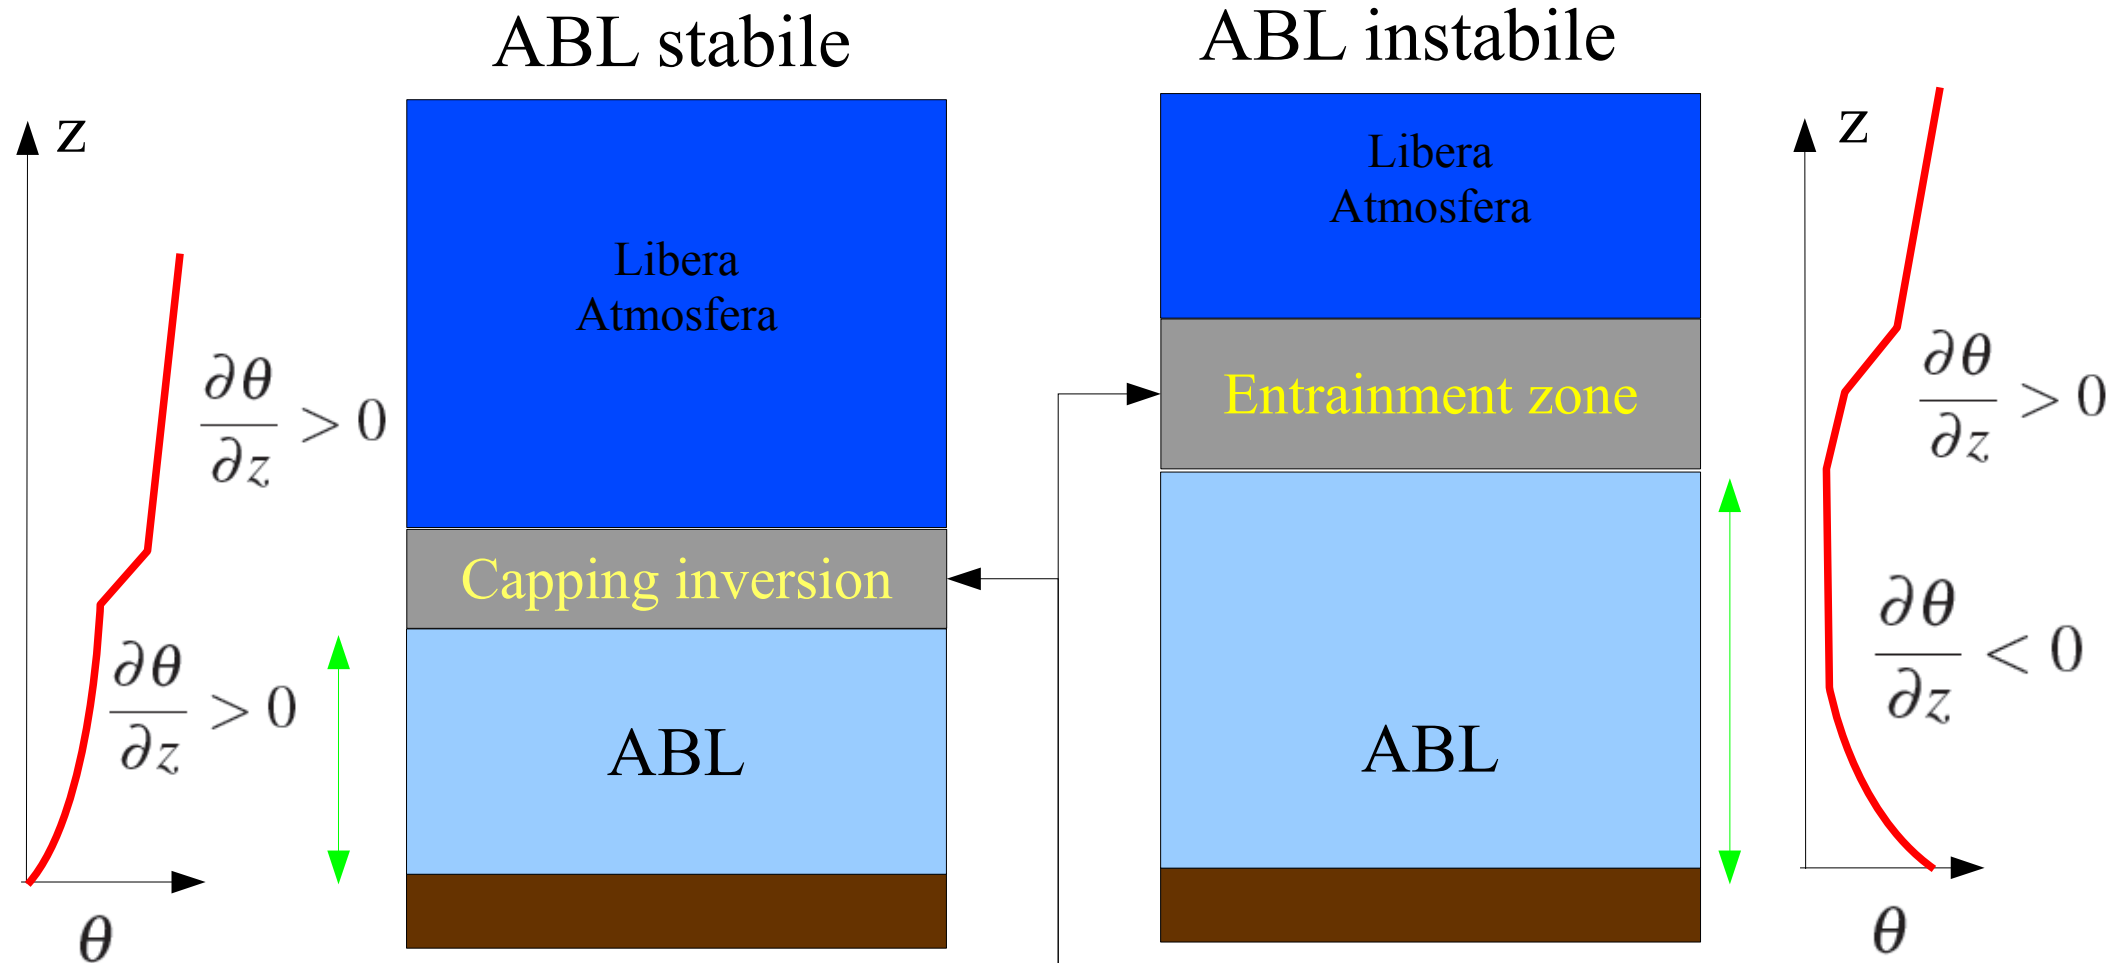 ABL stabile
ABL instabile
z
Libera
Atmosfera
∂θ/∂z > 0
Capping inversion
∂θ/∂z > 0
ABL
θ
Libera
Atmosfera
z
Entrainment zone
∂θ/∂z > 0
∂θ/∂z < 0
ABL
θ